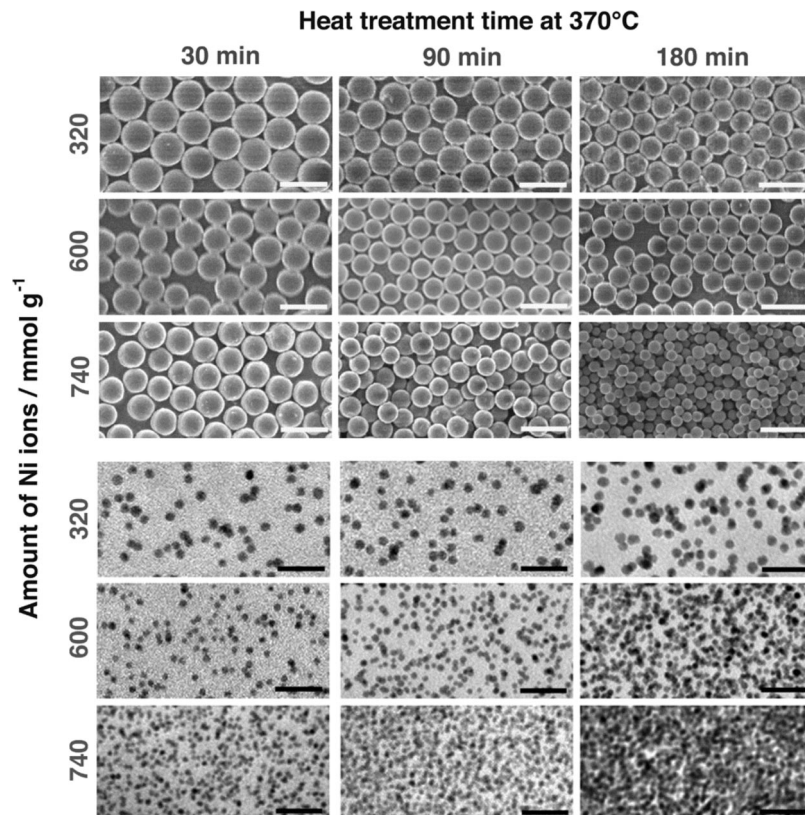 Heat treatment time at 370°C
30 min
90 min
180 min
Amount of Ni ions / mmol g⁻¹
320
600
740
320
600
740